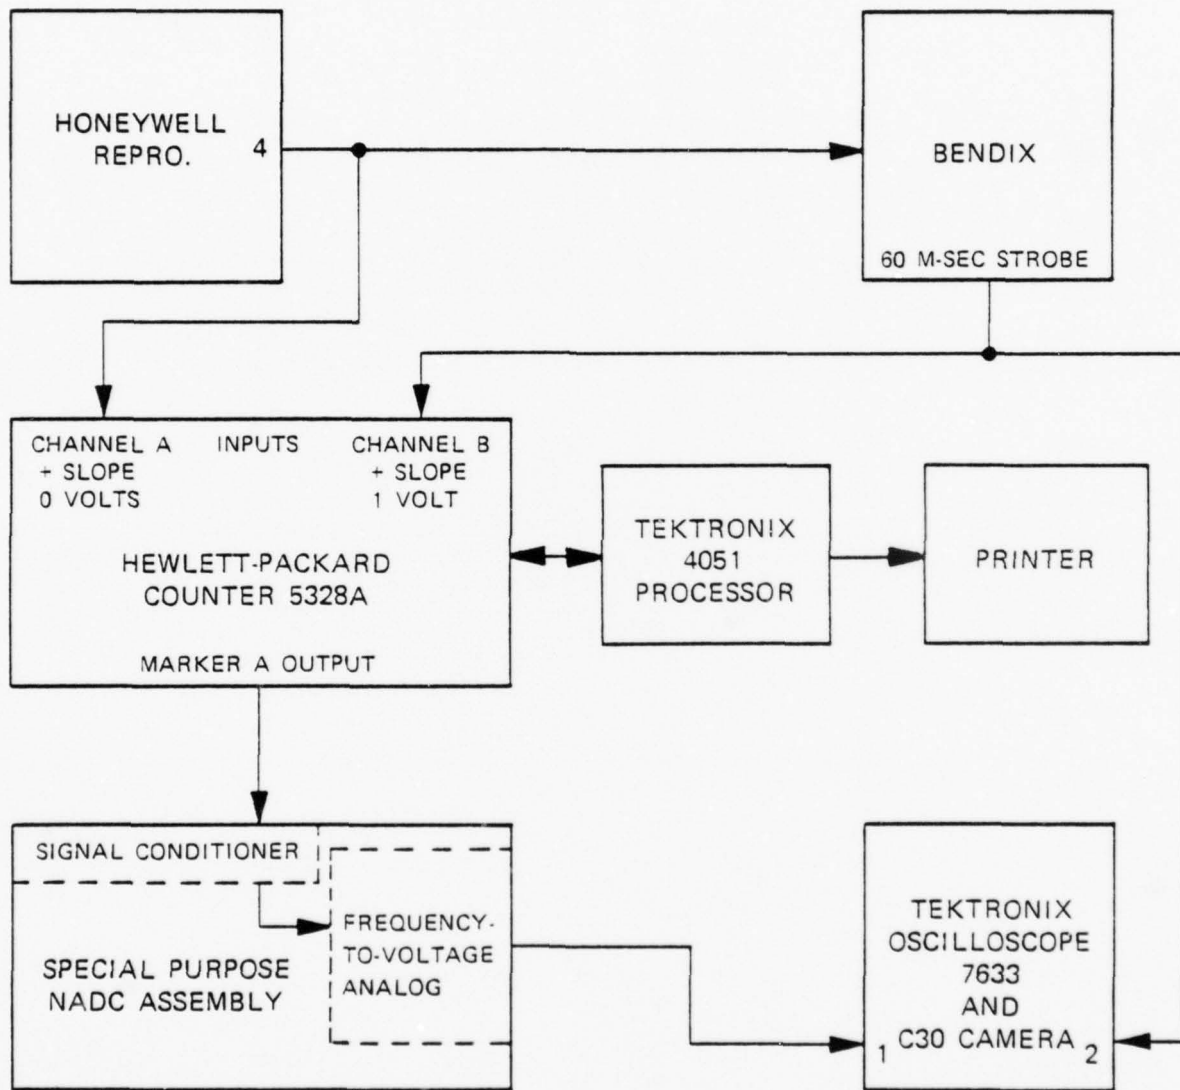 HONEYWELL
REPRO.
4
BENDIX
60 M-SEC STROBE
CHANNEL A INPUTS CHANNEL B
+ SLOPE + SLOPE
0 VOLTS 1 VOLT
HEWLETT-PACKARD
COUNTER 5328A
MARKER A OUTPUT
TEKTRONIX
4051
PROCESSOR
PRINTER
SIGNAL CONDITIONER
FREQUENCY-
TO-VOLTAGE
ANALOG
SPECIAL PURPOSE
NADC ASSEMBLY
TEKTRONIX
OSCILLOSCOPE
7633
AND
1 C30 CAMERA 2